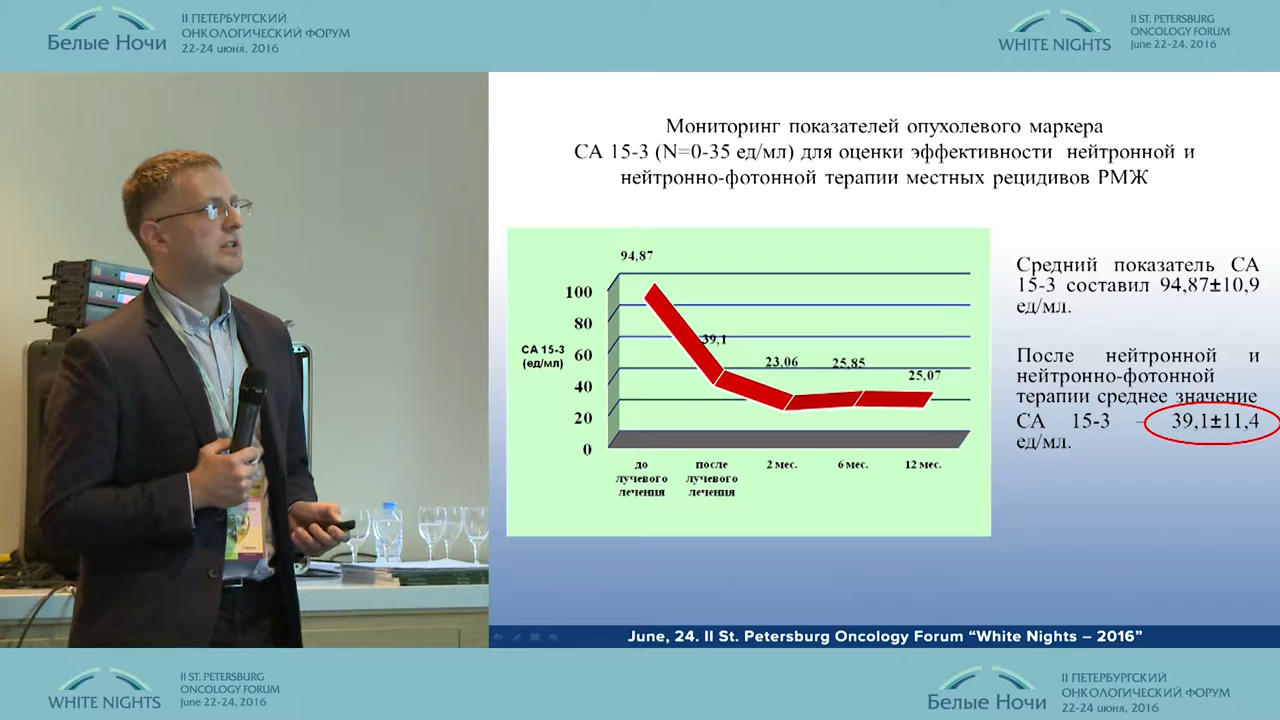 II ПЕТЕРБУРГСКИЙ
ОНКОЛОГИЧЕСКИЙ ФОРУМ
Белые Ночи
22-24 июня, 2016
II ST. PETERSBURG
ONCOLOGY FORUM
WHITE NIGHTS
June 22-24, 2016
Мониторинг показателей опухолевого маркера
СА 15-3 (N=0-35 ед/мл) для оценки эффективности нейтронной и
нейтронно-фотонной терапии местных рецидивов РМЖ
94,87
100
80
60
40
20
0
СА 15-3
(ед/мл)
39,1
23,06
25,85
25,07
до
лучевого
лечения
после
лучевого
лечения
2 мес.
6 мес.
12 мес.
Средний показатель СА
15-3 составил 94,87±10,9
ед/мл.
После нейтронной и
нейтронно-фотонной
терапии среднее значение
СА 15-3 – 39,1±11,4
ед/мл.
June, 24. II St. Petersburg Oncology Forum “White Nights – 2016”
II ST. PETERSBURG
ONCOLOGY FORUM
WHITE NIGHTS
June 22-24, 2016
II ПЕТЕРБУРГСКИЙ
ОНКОЛОГИЧЕСКИЙ ФОРУМ
Белые Ночи
22-24 июня, 2016